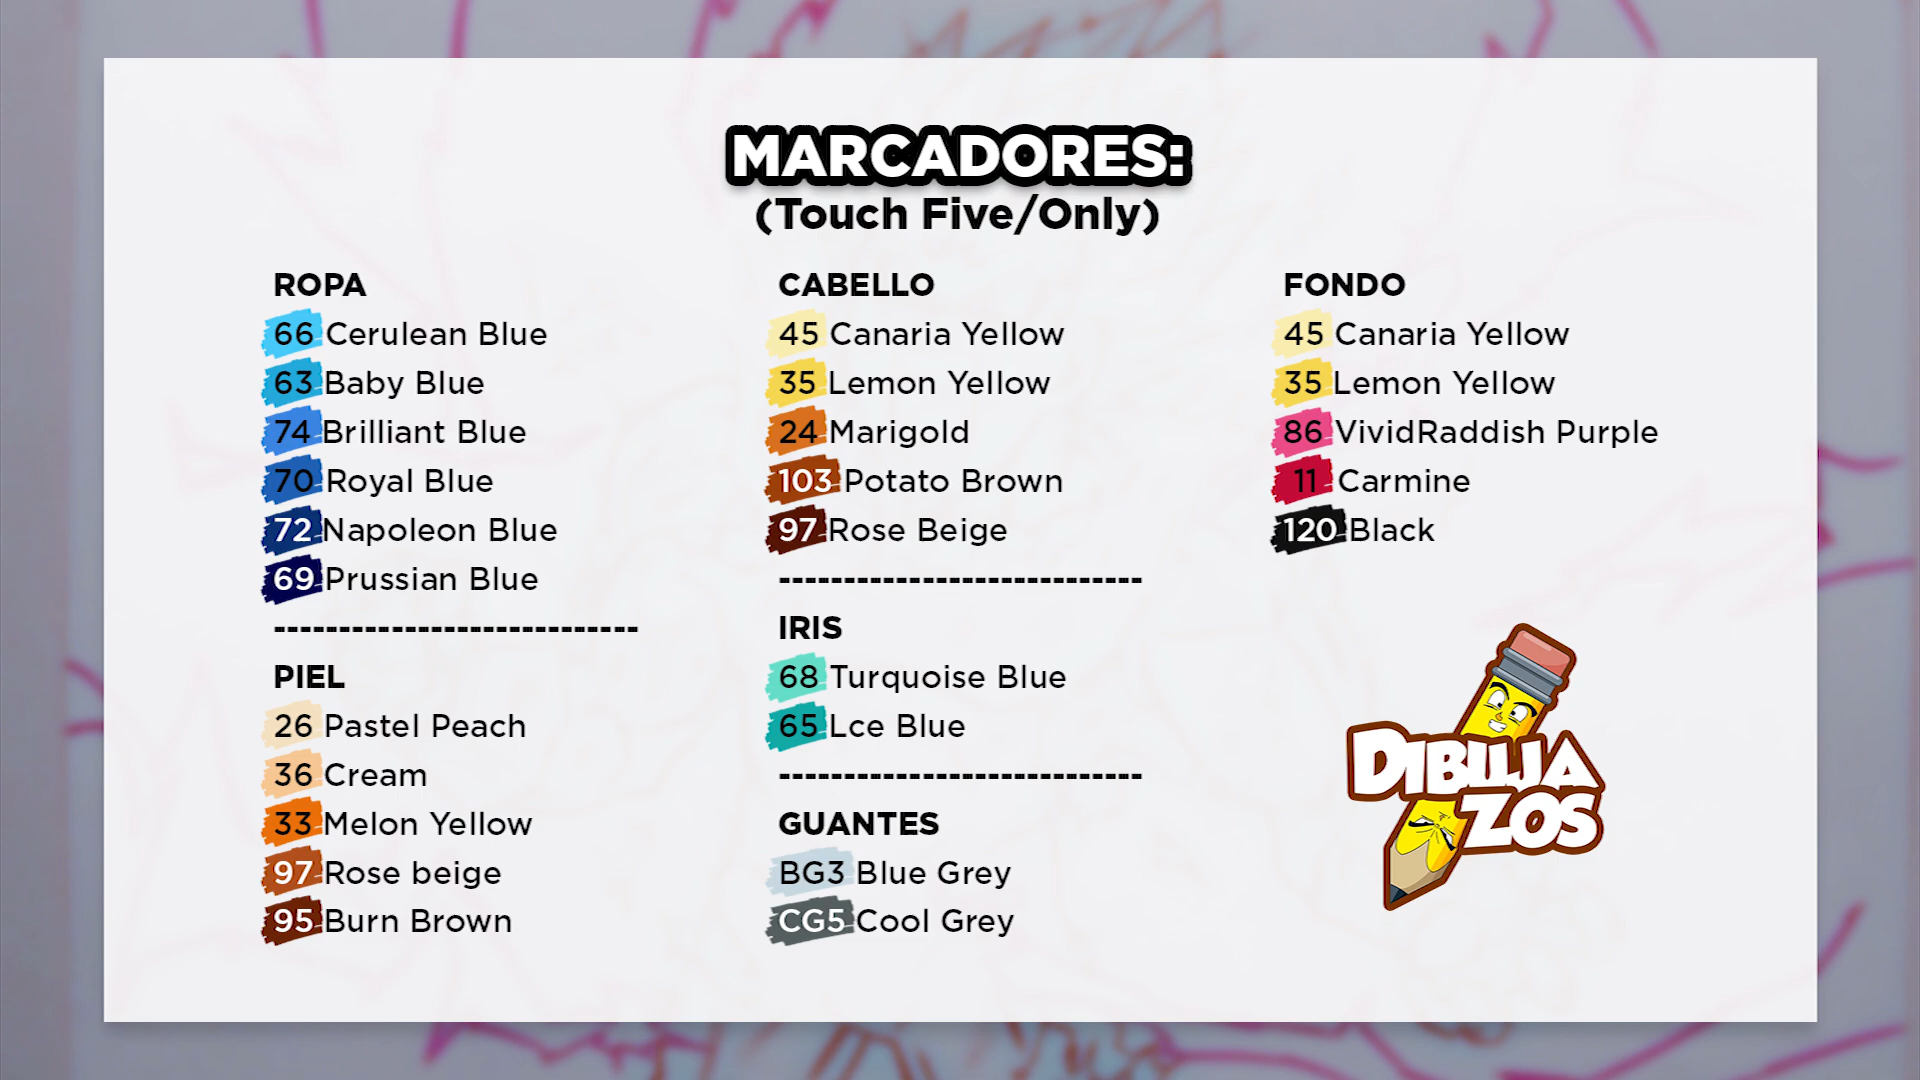 MARCADORES:
(Touch Five/Only)
ROPA
66 Cerulean Blue
63 Baby Blue
74 Brilliant Blue
70 Royal Blue
72 Napoleon Blue
69 Prussian Blue
----------------------------
PIEL
26 Pastel Peach
36 Cream
33 Melon Yellow
97 Rose beige
95 Burn Brown
CABELLO
45 Canaria Yellow
35 Lemon Yellow
24 Marigold
103 Potato Brown
97 Rose Beige
----------------------------
IRIS
68 Turquoise Blue
65 Lce Blue
----------------------------
GUANTES
BG3 Blue Grey
CG5 Cool Grey
FONDO
45 Canaria Yellow
35 Lemon Yellow
86 VividRaddish Purple
11 Carmine
120 Black
DIBUJA
ZOS